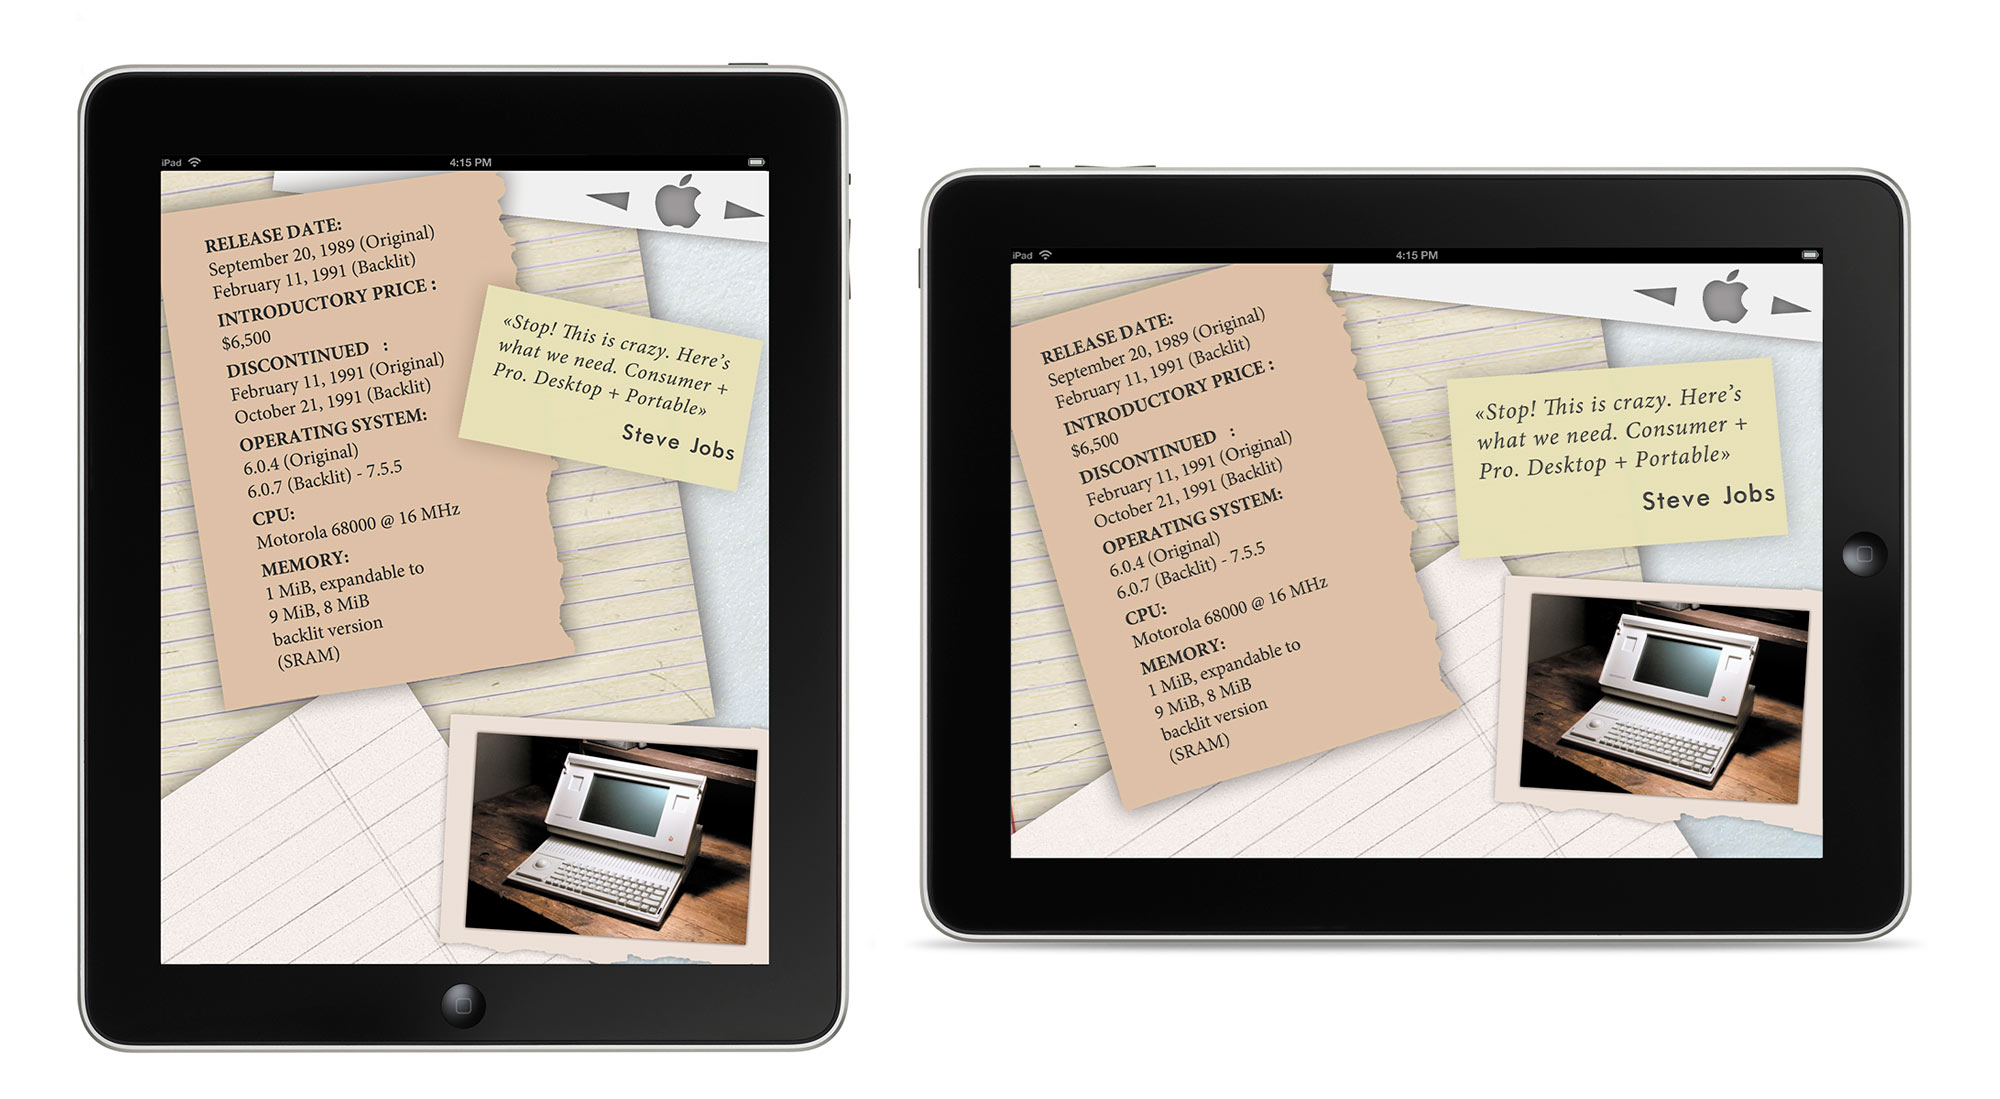 iPad
4:15 PM
RELEASE DATE:
September 20, 1989 (Original)
February 11, 1991 (Backlit)
INTRODUCTORY PRICE :
$6,500
DISCONTINUED :
February 11, 1991 (Original)
October 21, 1991 (Backlit)
OPERATING SYSTEM:
6.0.4 (Original)
6.0.7 (Backlit) - 7.5.5
CPU:
Motorola 68000 @ 16 MHz
MEMORY:
1 MiB, expandable to
9 MiB, 8 MiB
backlit version
(SRAM)
«Stop! This is crazy. Here's
what we need. Consumer +
Pro. Desktop + Portable»
Steve Jobs
iPad
4:15 PM
RELEASE DATE:
September 20, 1989 (Original)
February 11, 1991 (Backlit)
INTRODUCTORY PRICE :
$6,500
DISCONTINUED :
February 11, 1991 (Original)
October 21, 1991 (Backlit)
OPERATING SYSTEM:
6.0.4 (Original)
6.0.7 (Backlit) - 7.5.5
CPU:
Motorola 68000 @ 16 MHz
MEMORY:
1 MiB, expandable to
9 MiB, 8 MiB
backlit version
(SRAM)
«Stop! This is crazy. Here's
what we need. Consumer +
Pro. Desktop + Portable»
Steve Jobs